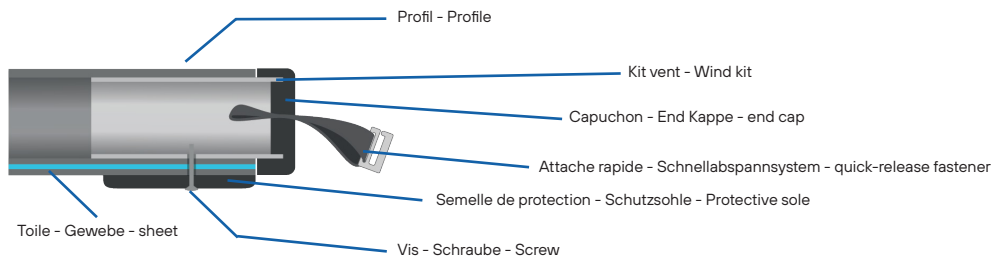 Profil - Profile
Kit vent - Wind kit
Capuchon - End Kappe - end cap
Attache rapide - Schnellabspannsystem - quick-release fastener
Semelle de protection - Schutzsohle - Protective sole
Toile - Gewebe - sheet
Vis - Schraube - Screw